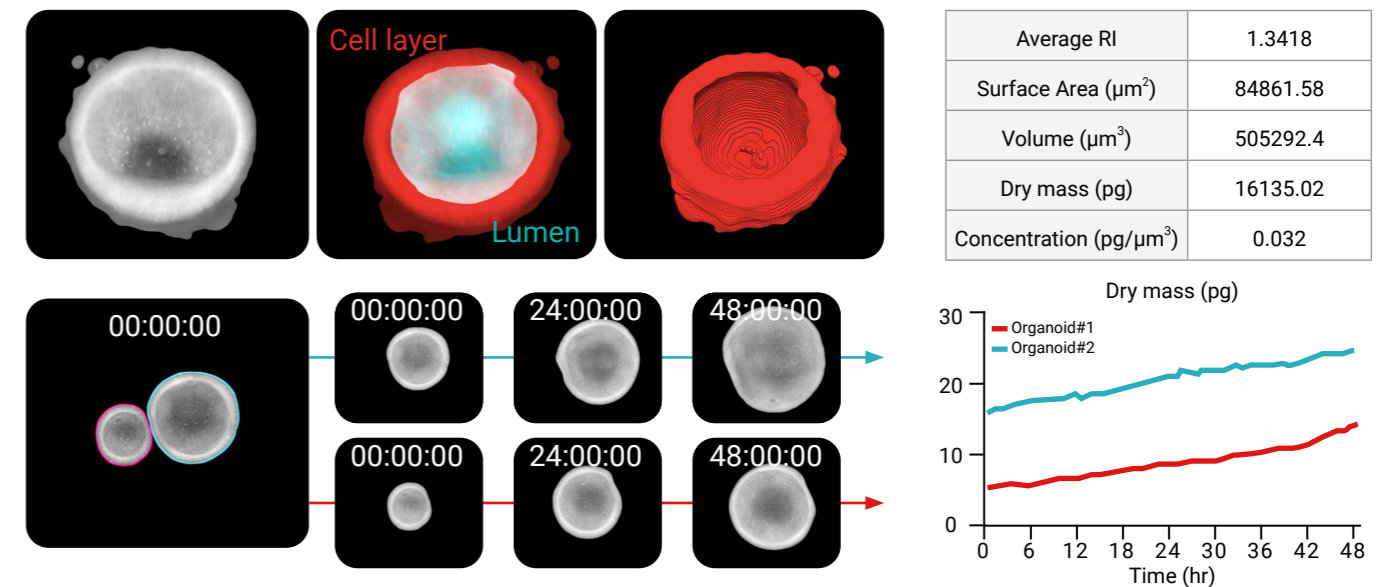 Cell layer
Lumen
Average RI 1.3418
Surface Area (µm²) 84861.58
Volume (µm³) 505292.4
Dry mass (pg) 16135.02
Concentration (pg/µm³) 0.032
00:00:00
00:00:00 24:00:00 48:00:00
00:00:00 24:00:00 48:00:00
Dry mass (pg)
30
20
10
0
Organoid#1
Organoid#2
0 6 12 18 24 30 36 42 48
Time (hr)